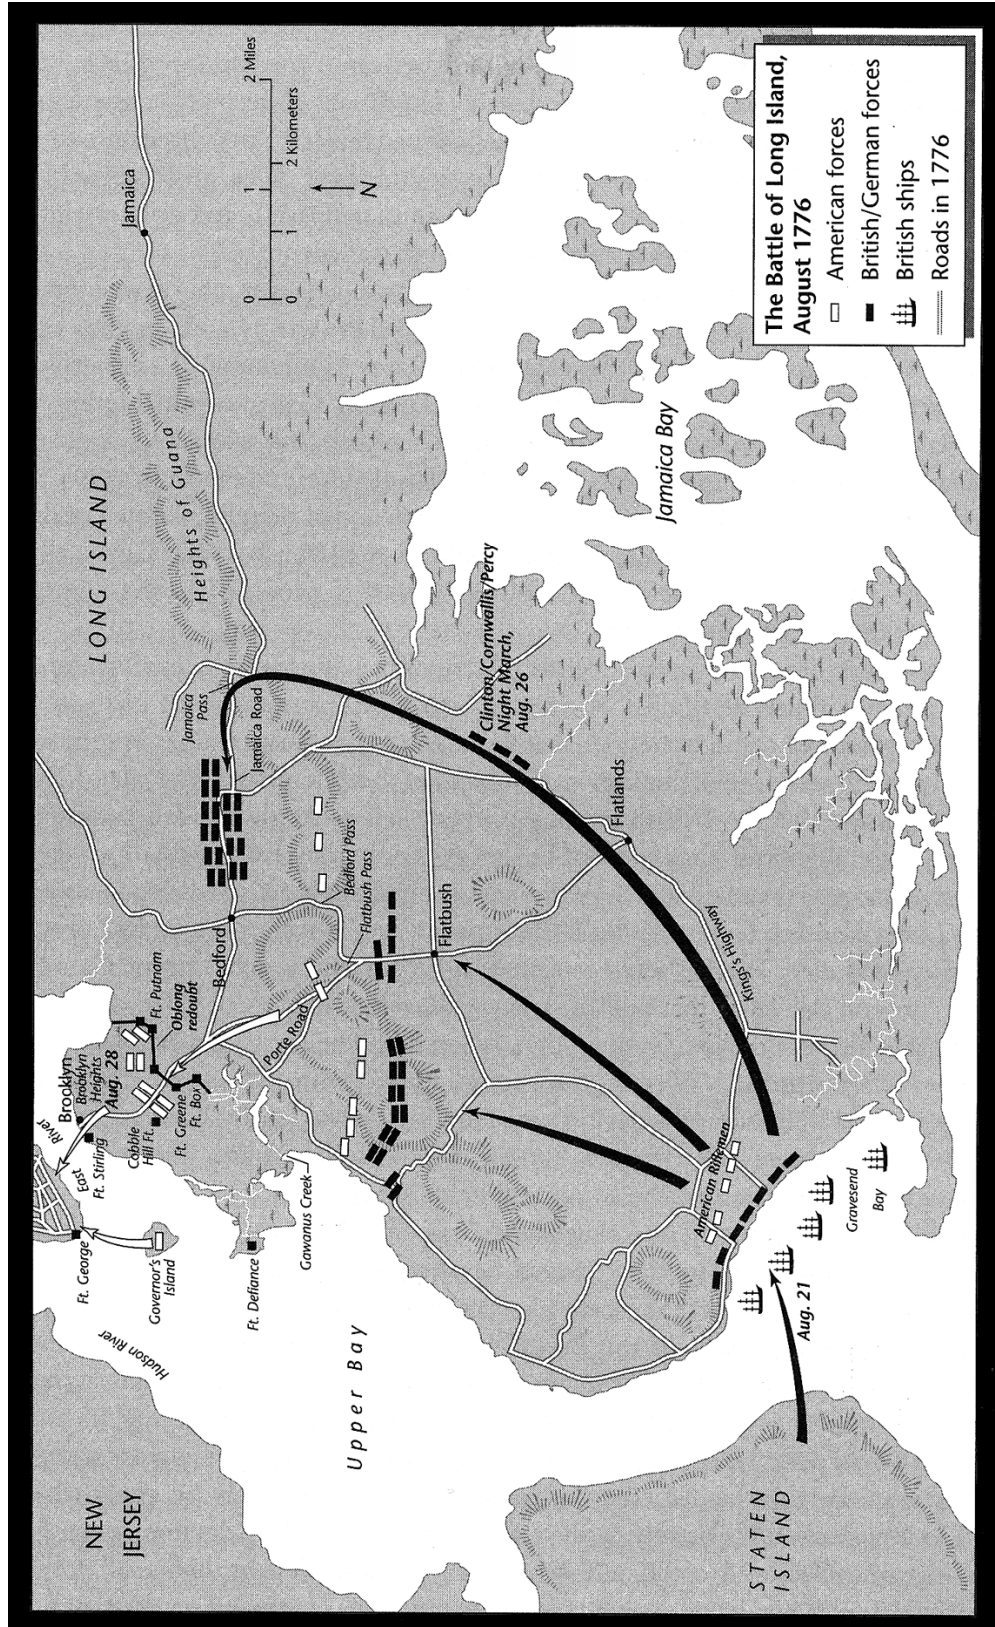 NEW
JERSEY
Hudson River
Ft. George
Governor's
Island
East
River
Ft. Stirling
Brooklyn
Brooklyn
Heights
Aug. 28
Cobble
Hill Ft.
Ft. Greene
Ft. Box
Ft. Putnam
Oblong
redoubt
Ft. Defiance
Gawanus Creek
Upper Bay
Porte Road
Bedford
Bedford Pass
Flatbush Pass
Flatbush
LONG ISLAND
Jamaica
Pass
Jamaica Road
Heights of Guana
Jamaica
0 1 2 Miles
0 1 2 Kilometers
N
Clinton/Cornwallis/Percy
Night March,
Aug. 26
Flatlands
Kings's Highway
Jamaica Bay
American Riflemen
Gravesend
Bay
Aug. 21
STATEN
ISLAND
The Battle of Long Island,
August 1776
American forces
British/German forces
British ships
Roads in 1776